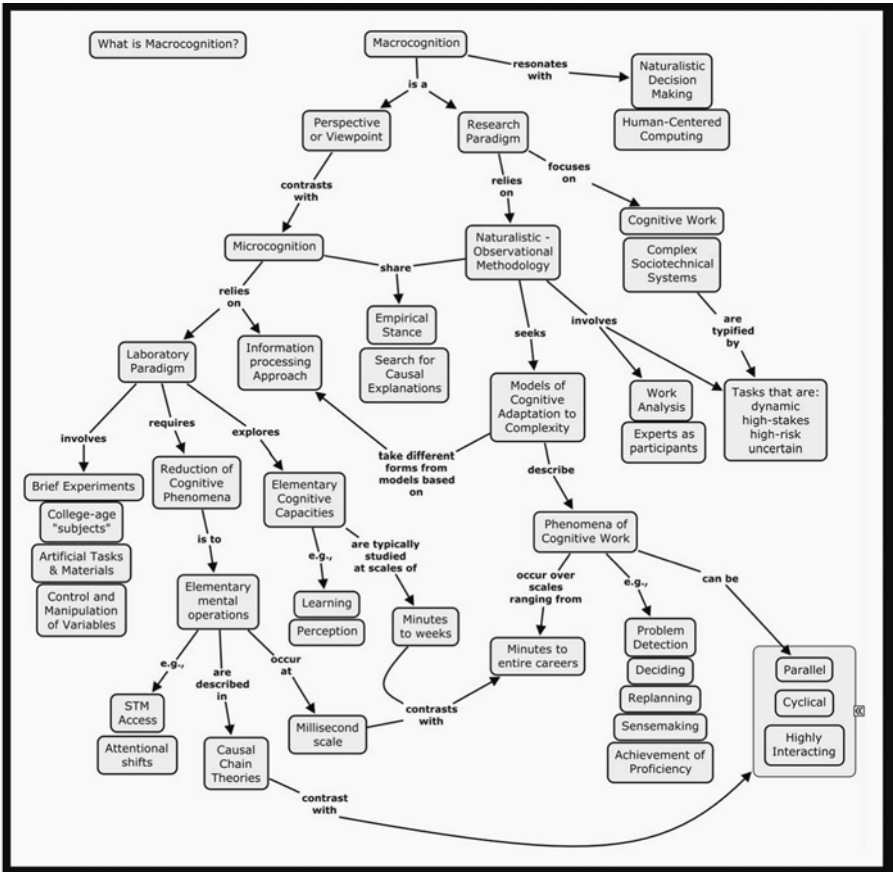 What is Macrocognition?
Macrocognition
resonates
with
Naturalistic
Decision
Making
Human-Centered
Computing
is a
Perspective
or Viewpoint
Research
Paradigm
contrasts
with
relies
on
focuses
on
Cognitive Work
Complex
Sociotechnical
Systems
Microcognition
share
Naturalistic -
Observational
Methodology
relies
on
Empirical
Stance
Search for
Causal
Explanations
seeks
involves
are
typified
by
Laboratory
Paradigm
Information
processing
Approach
Models of
Cognitive
Adaptation to
Complexity
Work
Analysis
Experts as
participants
Tasks that are:
dynamic
high-stakes
high-risk
uncertain
involves
requires
explores
take different
forms from
models based
on
describe
Brief Experiments
College-age
"subjects"
Artificial Tasks
& Materials
Control and
Manipulation
of Variables
Reduction of
Cognitive
Phenomena
Elementary
Cognitive
Capacities
Phenomena of
Cognitive Work
is to
e.g.,
are typically
studied
at scales of
occur over
scales
ranging from
e.g.,
can be
Elementary
mental
operations
Learning
Perception
Minutes
to weeks
Minutes to
entire careers
Problem
Detection
Deciding
Replanning
Sensemaking
Achievement of
Proficiency
Parallel
Cyclical
Highly
Interacting
e.g.,
are
described
in
occur
at
STM
Access
Attentional
shifts
Causal
Chain
Theories
Millisecond
scale
contrasts
with
contrast
with